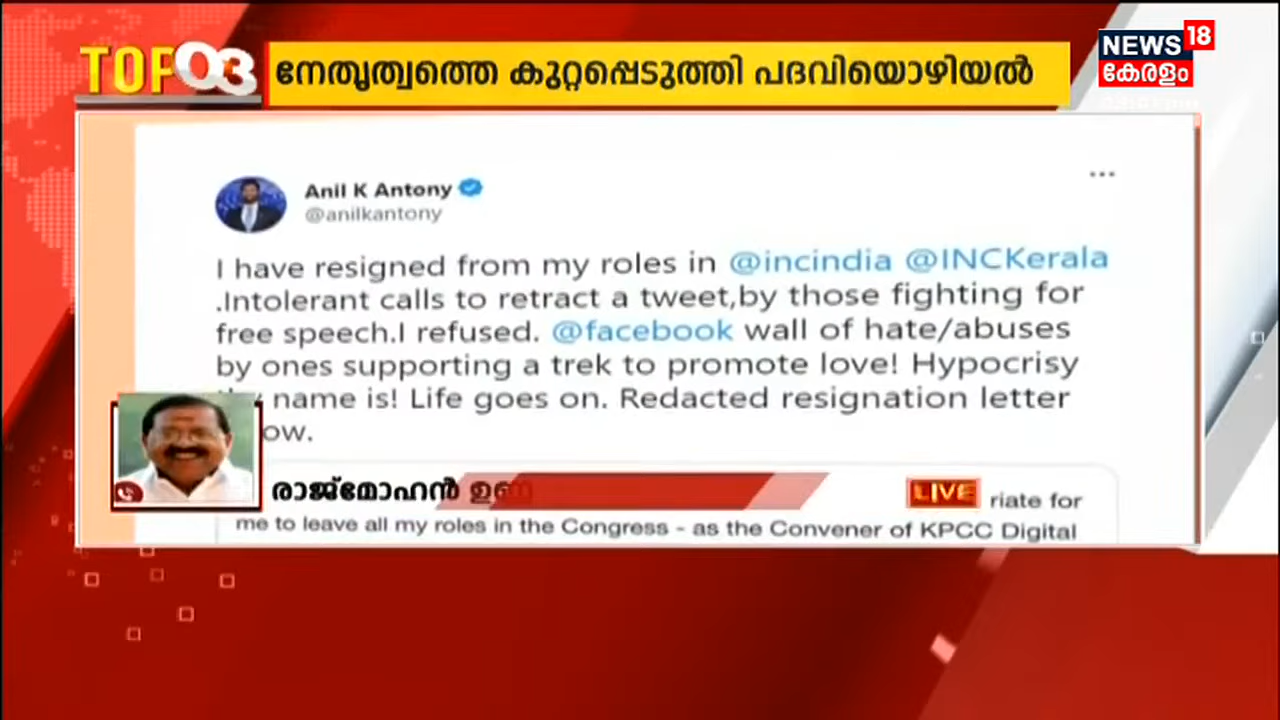 TOP 03
നേതൃത്വത്തെ കുറ്റപ്പെടുത്തി പദവിയൊഴിയൽ
NEWS 18
കേരളം
Anil K Antony
@anilkantony
I have resigned from my roles in @incindia @INCKerala
.Intolerant calls to retract a tweet,by those fighting for
free speech.I refused. @facebook wall of hate/abuses
by ones supporting a trek to promote love! Hypocrisy
name is! Life goes on. Redacted resignation letter
രാജ്മോഹൻ
LIVE
riate for
me to leave all my roles in the Congress - as the Convener of KPCC Digital